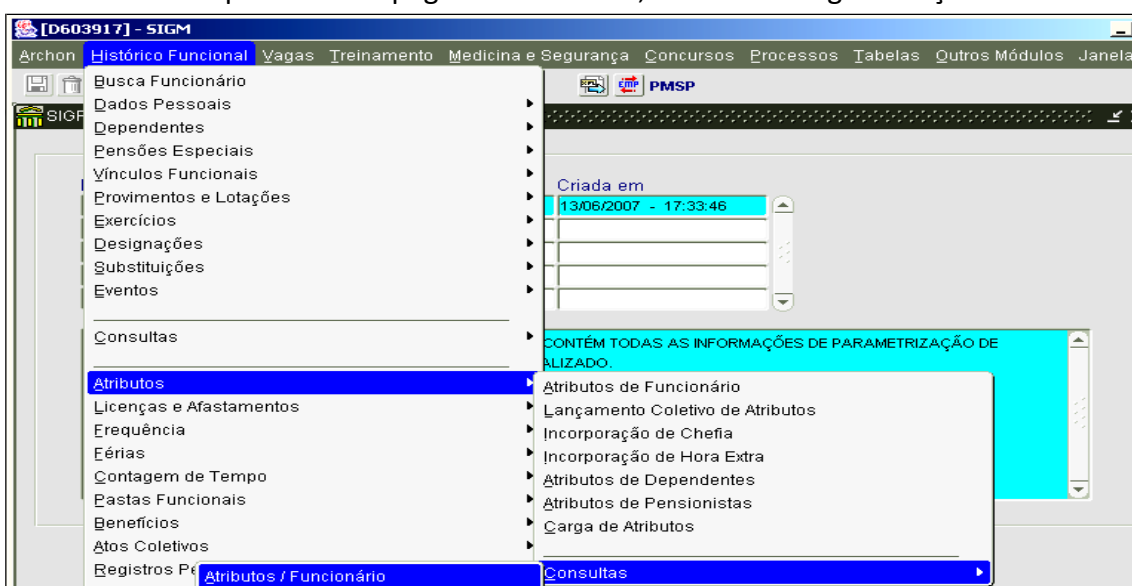 [D603917] - SIGM
Archon Histórico Funcional Vagas Treinamento Medicina e Segurança Concursos Processos Tabelas Outros Módulos Janela
PMSP
Busca Funcionário
Dados Pessoais
Dependentes
Pensões Especiais
Vínculos Funcionais
Provimentos e Lotações
Exercícios
Designações
Substituições
Eventos
Consultas
Atributos
Licenças e Afastamentos
Frequência
Férias
Contagem de Tempo
Pastas Funcionais
Benefícios
Atos Coletivos
Registros Pe
Atributos / Funcionário
Criada em
13/06/2007 - 17:33:46
CONTÉM TODAS AS INFORMAÇÕES DE PARAMETRIZAÇÃO DE
ALIZADO.
Atributos de Funcionário
Lançamento Coletivo de Atributos
Incorporação de Chefia
Incorporação de Hora Extra
Atributos de Dependentes
Atributos de Pensionistas
Carga de Atributos
Consultas